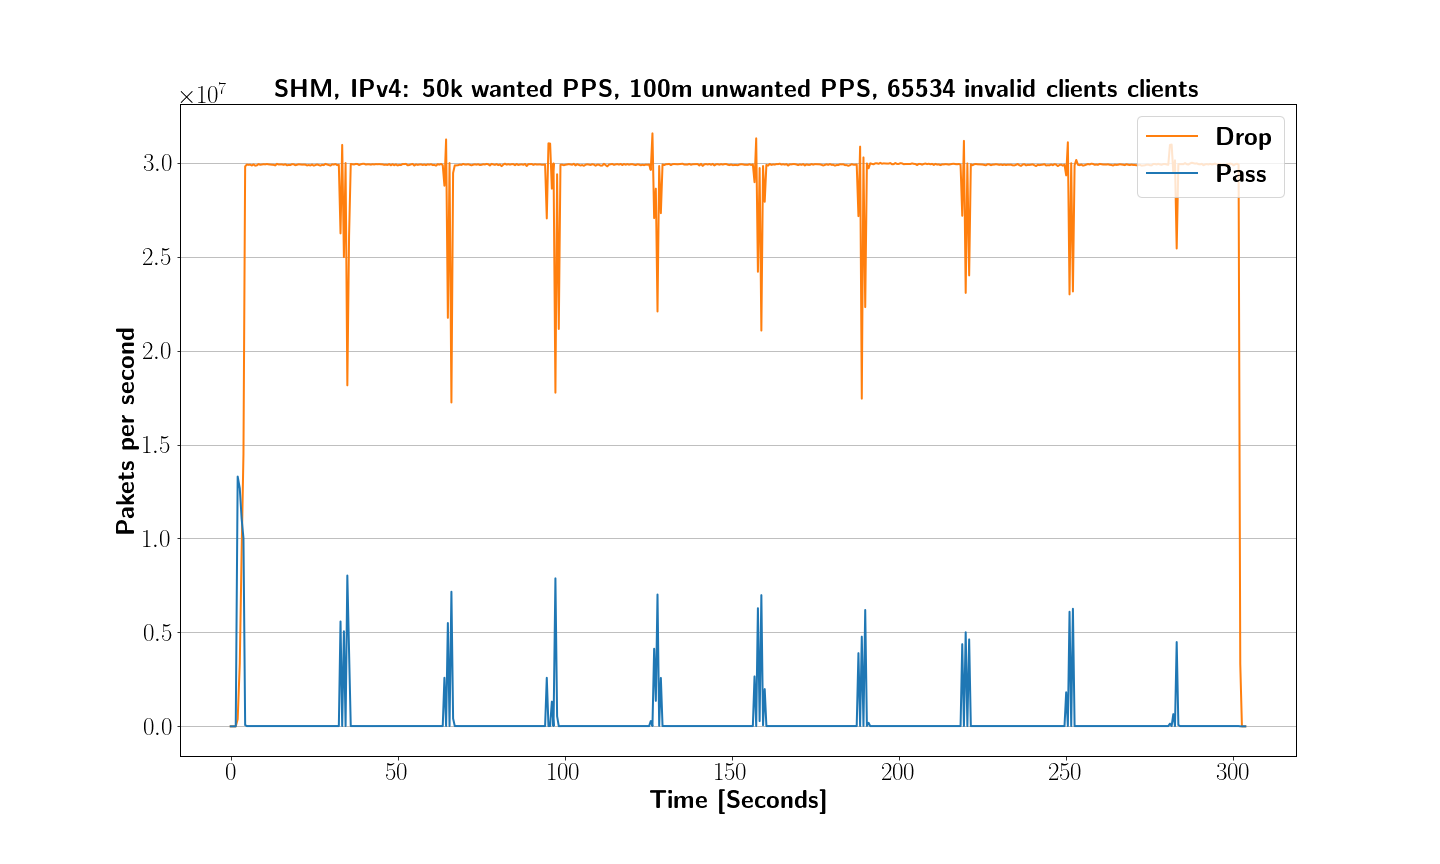 SHM, IPv4: 50k wanted PPS, 100m unwanted PPS, 65534 invalid clients clients
×10⁷
Drop
Pass
3.0
2.5
2.0
1.5
1.0
0.5
0.0
Pakets per second
0 50 100 150 200 250 300
Time [Seconds]